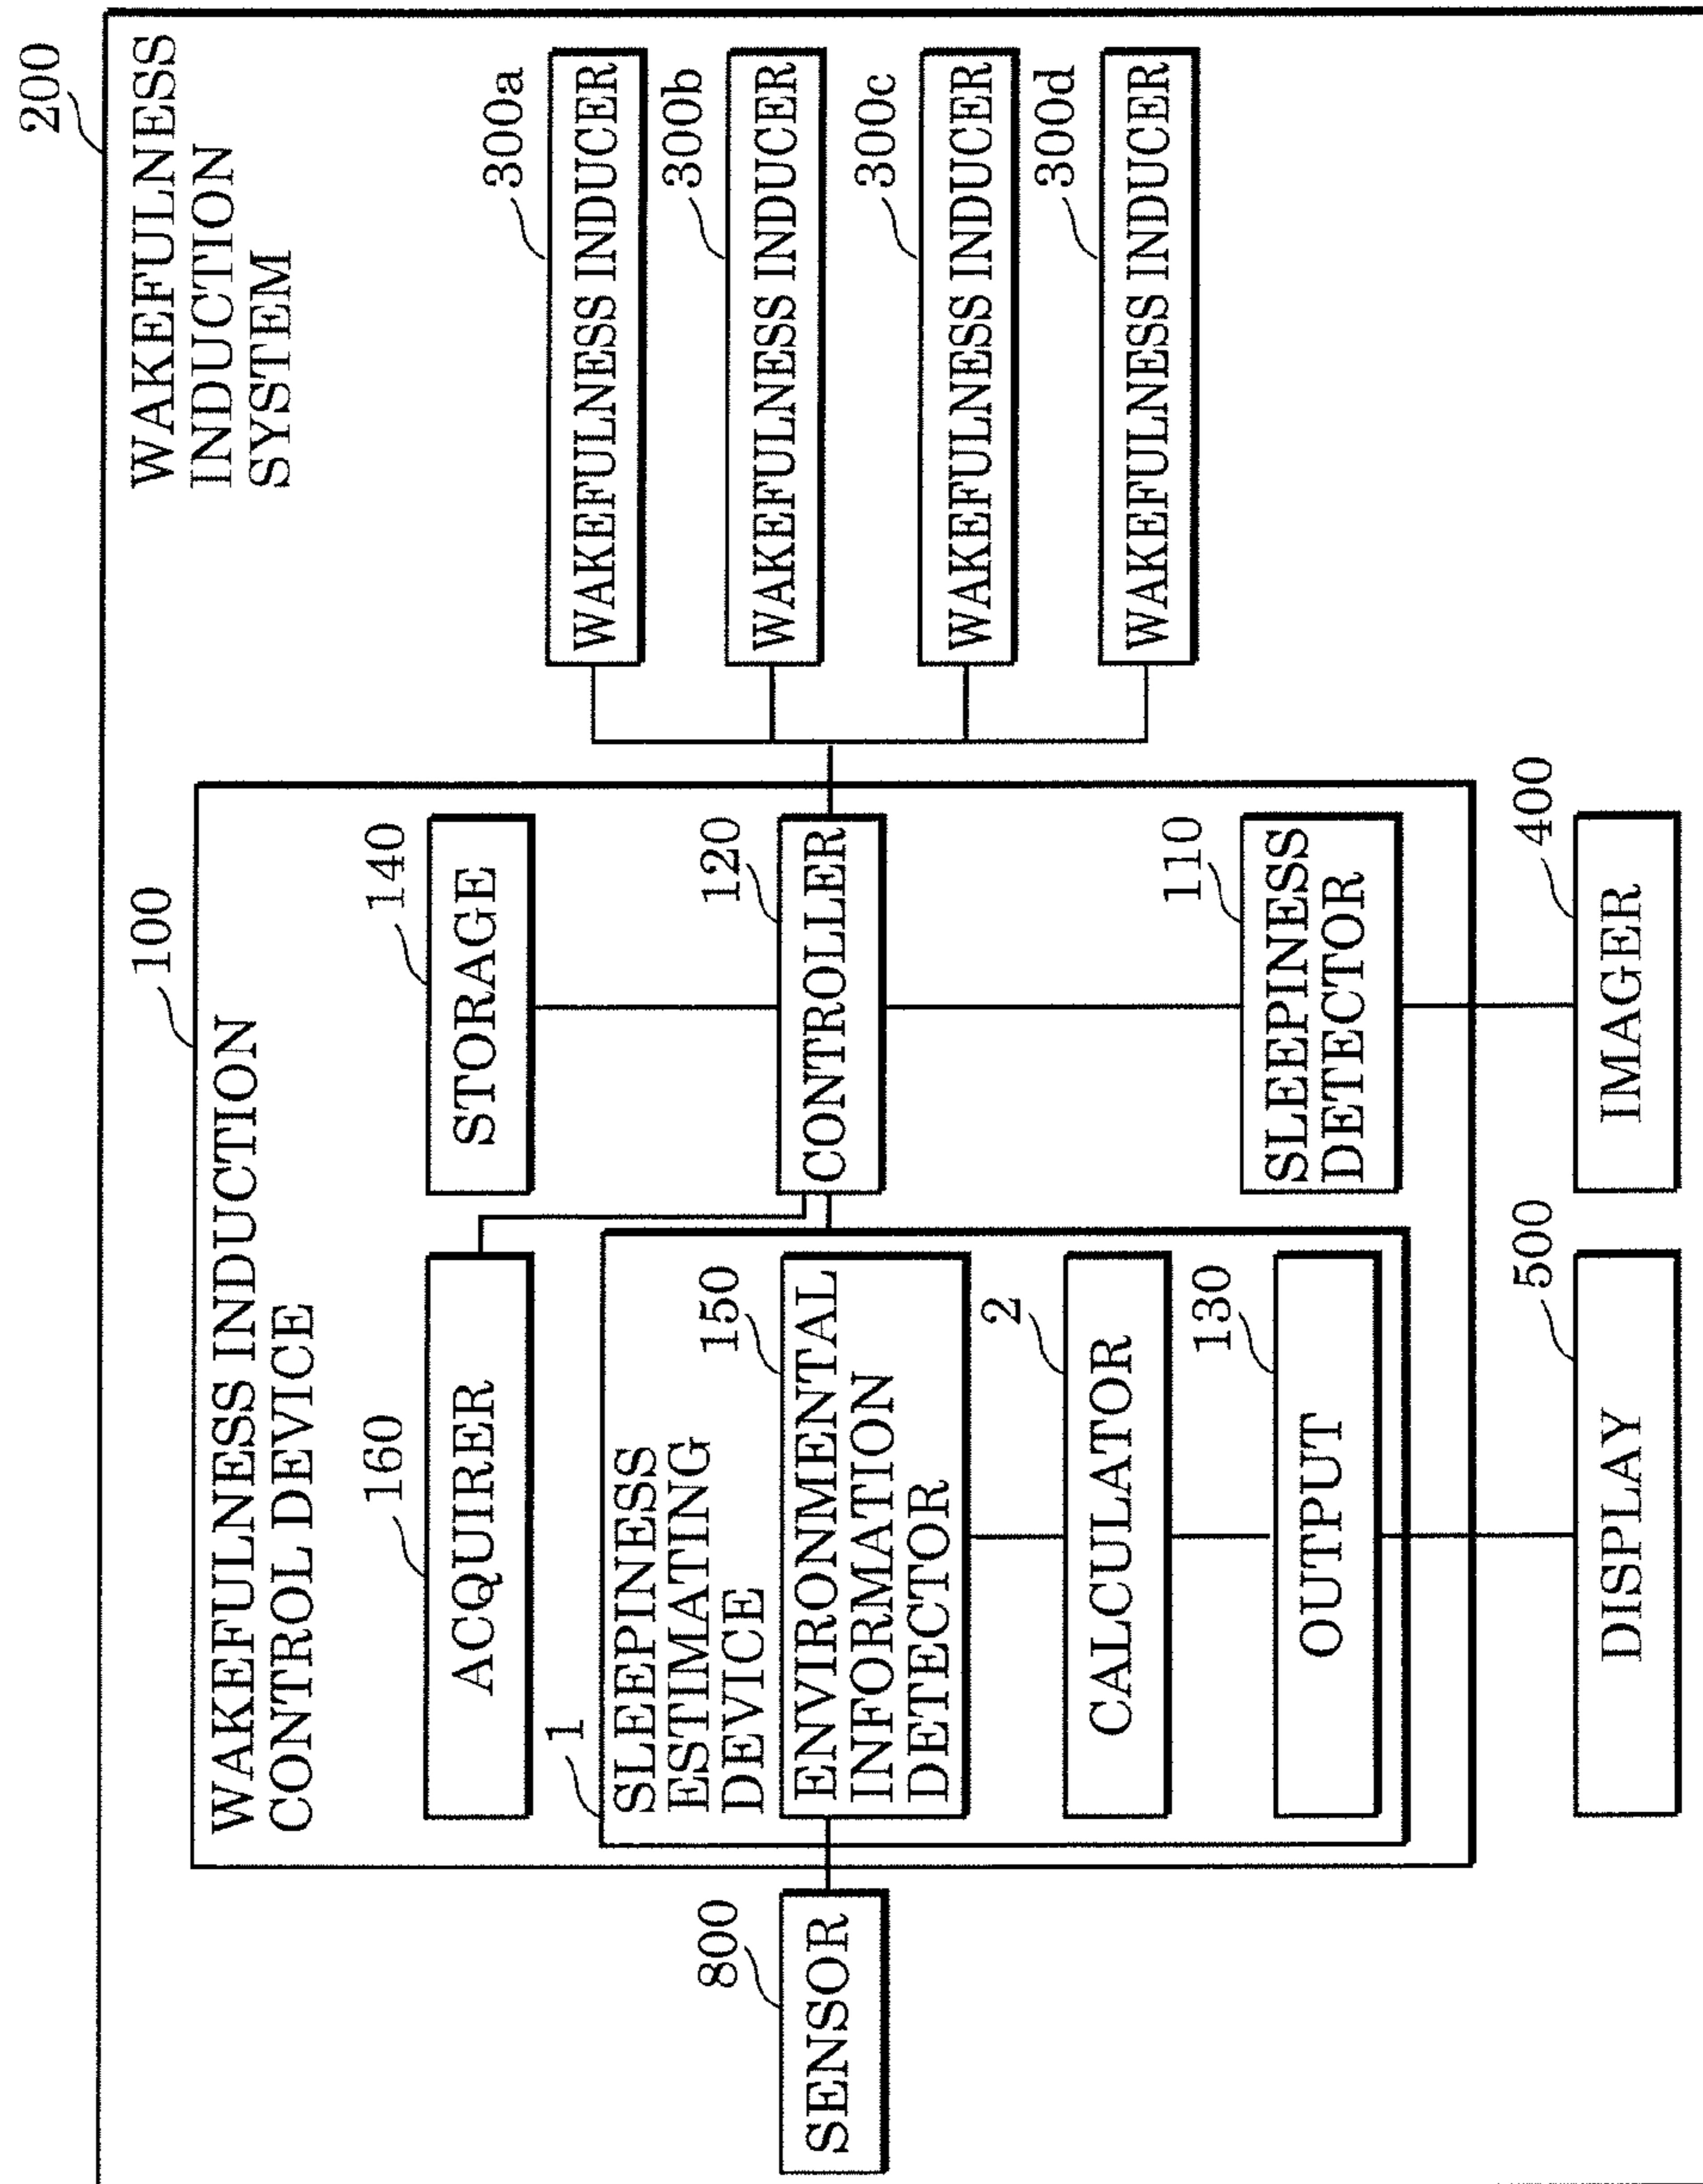 200
WAKEFULNESS
INDUCTION
SYSTEM
100
WAKEFULNESS INDUCTION
CONTROL DEVICE
160
ACQUIRER
140
STORAGE
300a
WAKEFULNESS INDUCER
300b
WAKEFULNESS INDUCER
300c
WAKEFULNESS INDUCER
300d
WAKEFULNESS INDUCER
1
SLEEPINESS
ESTIMATING
DEVICE
150
ENVIRONMENTAL
INFORMATION
DETECTOR
120
CONTROLLER
800
SENSOR
2
CALCULATOR
130
OUTPUT
110
SLEEPINESS
DETECTOR
500
DISPLAY
400
IMAGER